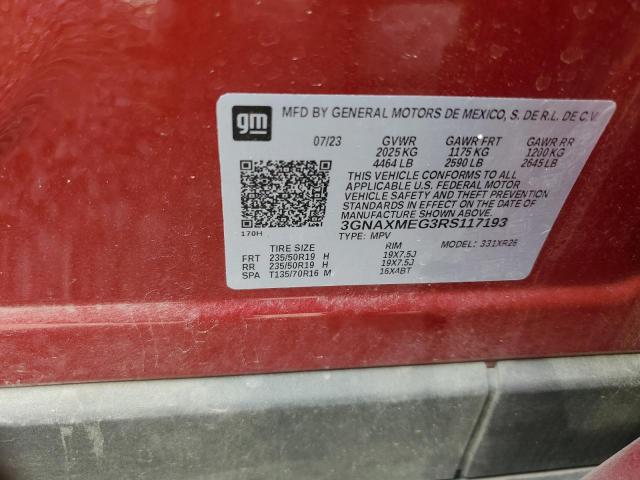 gm
MFD BY GENERAL MOTORS DE MEXICO, S. DE R.L. DE C.V.
07/23 GVWR GAWR FRT GAWR RR
2025 KG 1175 KG 1200 KG
4464 LB 2590 LB 2645 LB
THIS VEHICLE CONFORMS TO ALL
APPLICABLE U.S. FEDERAL MOTOR
VEHICLE SAFETY AND THEFT PREVENTION
STANDARDS IN EFFECT ON THE DATE OF
MANUFACTURE SHOWN ABOVE.
3GNAXMEG3RS117193
170H
TYPE: MPV MODEL: 331XR26
TIRE SIZE RIM
FRT 235/50R19 H 19X7.5J
RR 235/50R19 H 19X7.5J
SPA T135/70R16 M 16X4BT